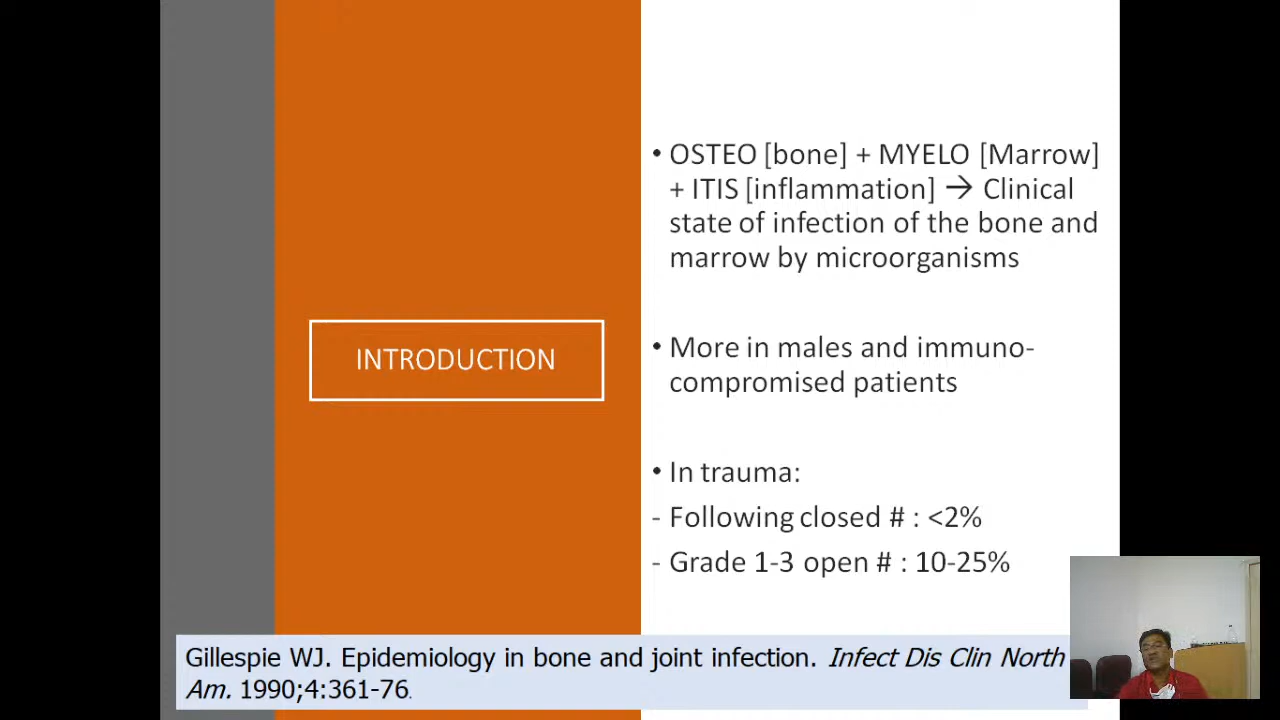 INTRODUCTION
• OSTEO [bone] + MYELO [Marrow]
+ ITIS [inflammation] → Clinical
state of infection of the bone and
marrow by microorganisms
• More in males and immuno-
compromised patients
• In trauma:
- Following closed # : <2%
- Grade 1-3 open # : 10-25%
Gillespie WJ. Epidemiology in bone and joint infection. Infect Dis Clin North
Am. 1990;4:361-76.